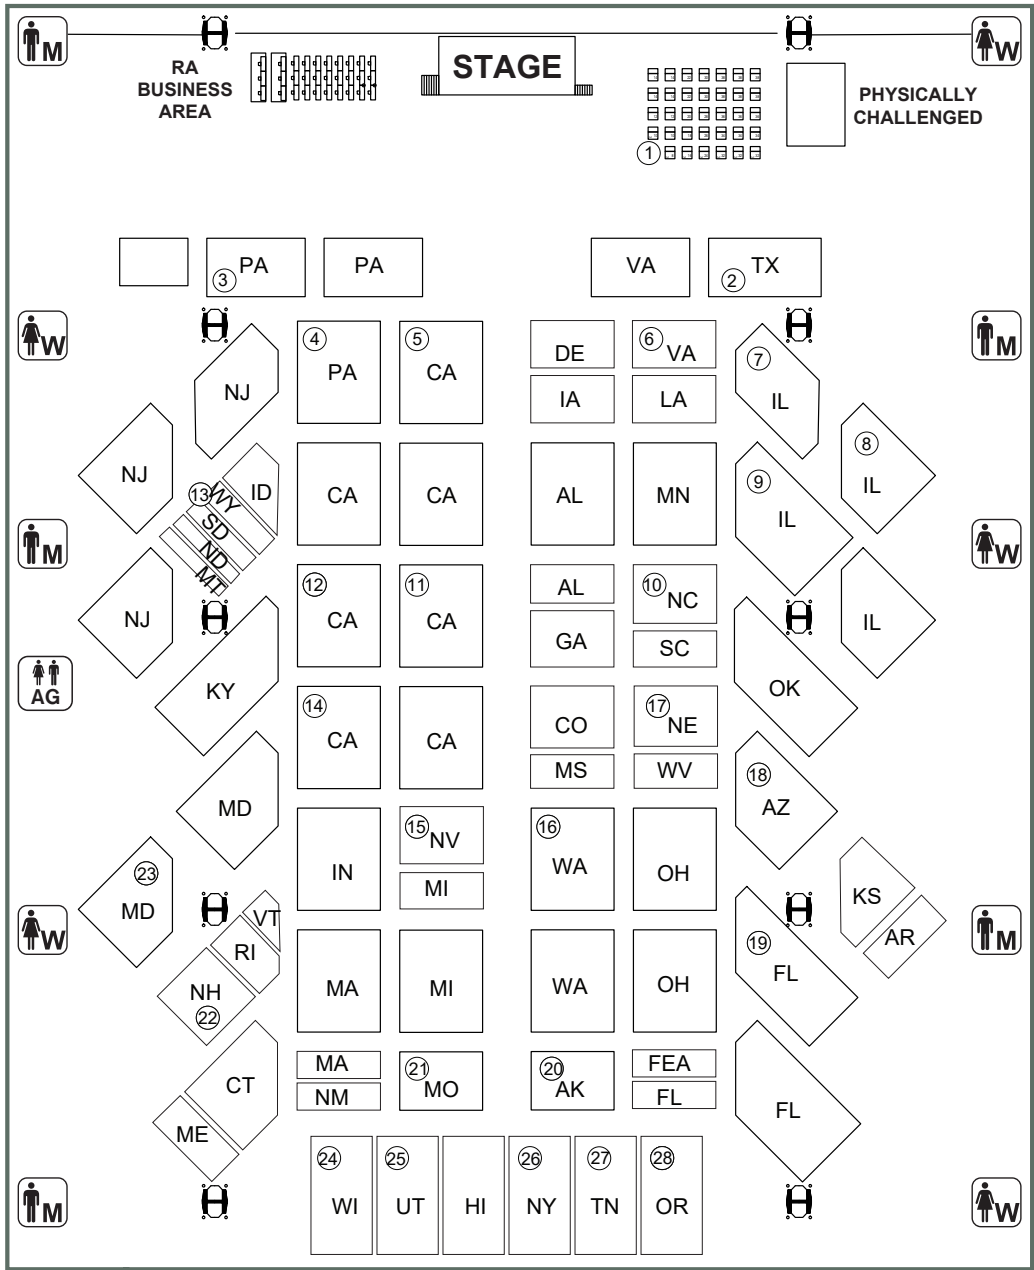 M
W
STAGE
RA
BUSINESS
AREA
PHYSICALLY
CHALLENGED
1
3 PA
PA
VA
2 TX
W
M
NJ
4 PA
5 CA
DE
6 VA
IA
LA
7 IL
NJ
8 IL
ID
13 WY
SD
ND
MT
CA
CA
AL
MN
9 IL
M
W
NJ
12 CA
11 CA
AL
10 NC
GA
SC
IL
AG
KY
14 CA
CA
CO
17 NE
MS
WV
OK
MD
18 AZ
IN
15 NV
MI
16 WA
OH
23 MD
VT
RI
NH
22
KS
AR
W
M
MA
MI
WA
OH
19 FL
CT
ME
MA
NM
21 MO
20 AK
FEA
FL
FL
24 WI
25 UT
HI
26 NY
27 TN
28 OR
M
W